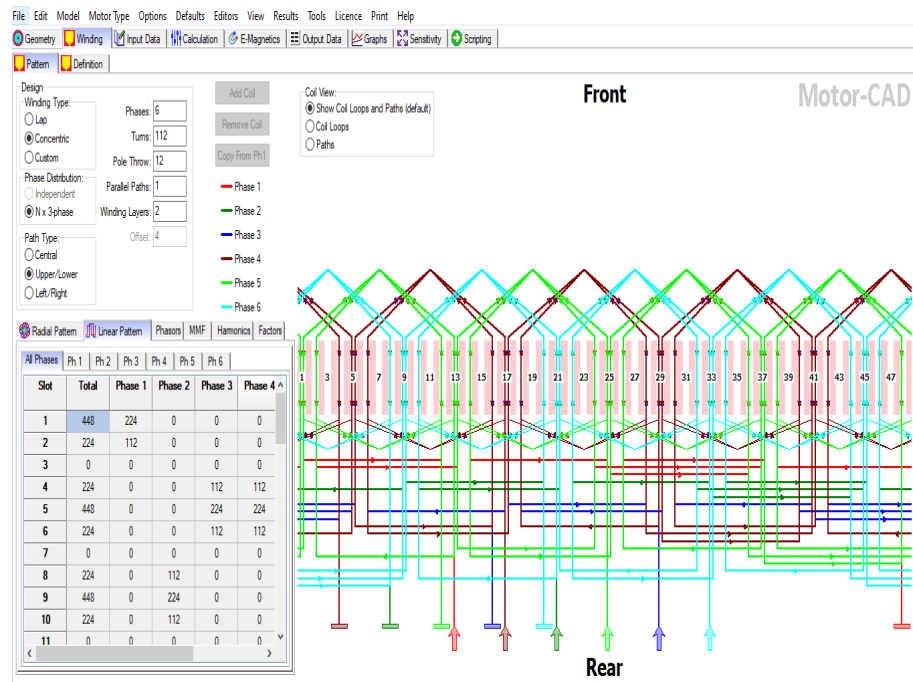 File Edit Model Motor Type Options Defaults Editors View Results Tools Licence Print Help
Geometry Winding Input Data Calculation E-Magnetics Output Data Graphs Sensitivity Scripting
Pattern Definition
Design
Winding Type:
Lap
Concentric
Custom
Phase Distribution:
Independent
N x 3-phase
Path Type:
Central
Upper/Lower
Left/Right
Phases: 6
Turns: 112
Pole Throw: 12
Parallel Paths: 1
Winding Layers: 2
Offset: 4
Add Coil
Remove Coil
Copy From Ph1
Phase 1
Phase 2
Phase 3
Phase 4
Phase 5
Phase 6
Coil View:
Show Coil Loops and Paths (default)
Coil Loops
Paths
Front
Motor-CAD
Radial Pattern Linear Pattern Phasors MMF Harmonics Factors
All Phases Ph 1 Ph 2 Ph 3 Ph 4 Ph 5 Ph 6
Slot Total Phase 1 Phase 2 Phase 3 Phase 4
1 448 224 0 0 0
2 224 112 0 0 0
3 0 0 0 0 0
4 224 0 0 112 112
5 448 0 0 224 224
6 224 0 0 112 112
7 0 0 0 0 0
8 224 0 112 0 0
9 448 0 224 0 0
10 224 0 112 0 0
11 0 0 0 0 0
1 3 5 7 9 11 13 15 17 19 21 23 25 27 29 31 33 35 37 39 41 43 45 47
Rear